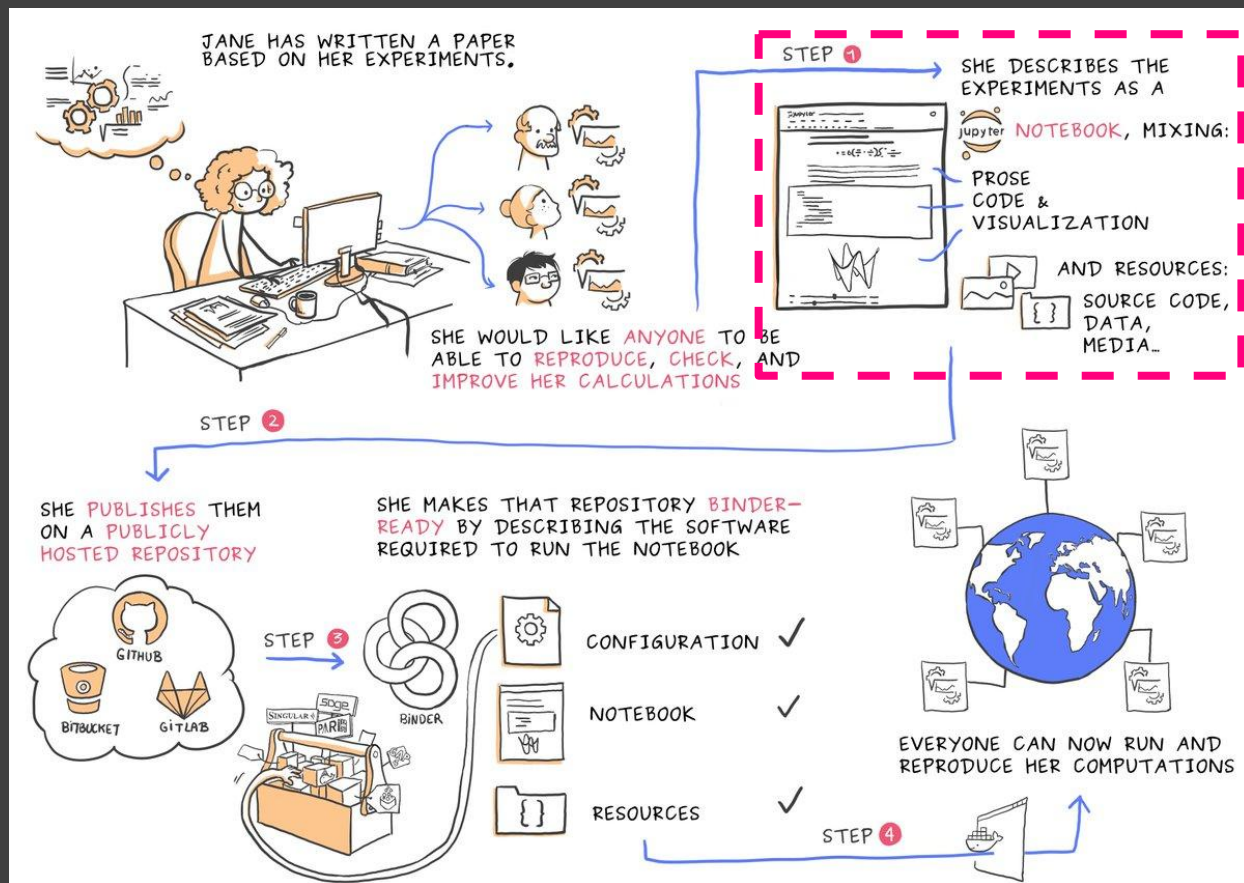 JANE HAS WRITTEN A PAPER
BASED ON HER EXPERIMENTS.
SHE WOULD LIKE ANYONE TO BE
ABLE TO REPRODUCE, CHECK, AND
IMPROVE HER CALCULATIONS
STEP 1
SHE DESCRIBES THE
EXPERIMENTS AS A
jupyter NOTEBOOK, MIXING:
Jupyter
PROSE
CODE &
VISUALIZATION
AND RESOURCES:
SOURCE CODE,
DATA,
MEDIA...
{ }
STEP 2
SHE PUBLISHES THEM
ON A PUBLICLY
HOSTED REPOSITORY
GITHUB
BITBUCKET
GITLAB
STEP 3
SHE MAKES THAT REPOSITORY BINDER-
READY BY DESCRIBING THE SOFTWARE
REQUIRED TO RUN THE NOTEBOOK
BINDER
SINGULAR
sage
PARI
CONFIGURATION ✓
NOTEBOOK ✓
{ }
RESOURCES ✓
STEP 4
EVERYONE CAN NOW RUN AND
REPRODUCE HER COMPUTATIONS